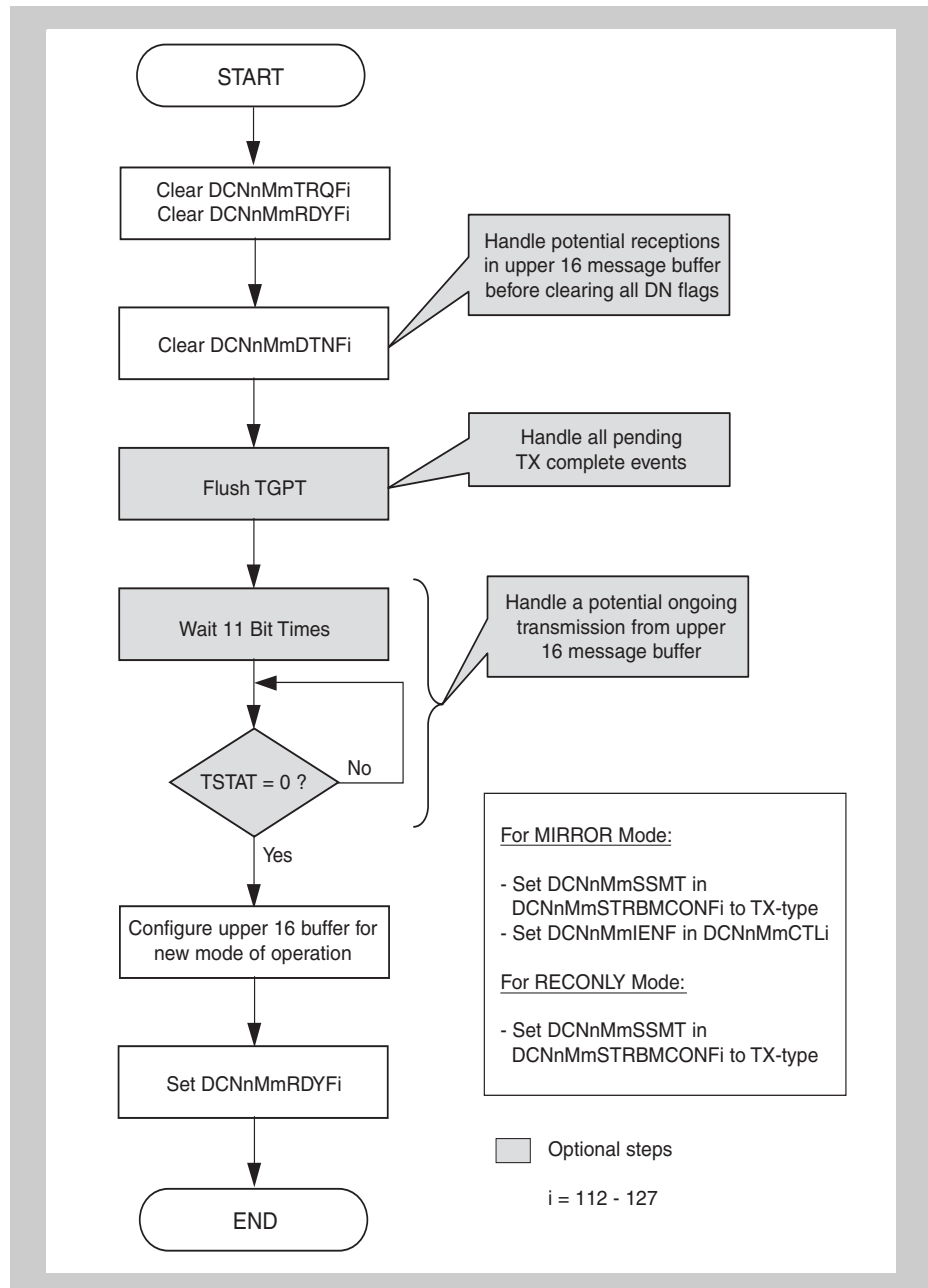 START
Clear DCNnMmTRQFi
Clear DCNnMmRDYFi
Handle potential receptions
in upper 16 message buffer
before clearing all DN flags
Clear DCNnMmDTNFi
Handle all pending
TX complete events
Flush TGPT
Wait 11 Bit Times
Handle a potential ongoing
transmission from upper
16 message buffer
TSTAT = 0 ?
No
Yes
Configure upper 16 buffer for
new mode of operation
Set DCNnMmRDYFi
END
For MIRROR Mode:
- Set DCNnMmSSMT in
DCNnMmSTRBMCONFi to TX-type
- Set DCNnMmIENF in DCNnMmCTLi
For RECONLY Mode:
- Set DCNnMmSSMT in
DCNnMmSTRBMCONFi to TX-type
Optional steps
i = 112 - 127